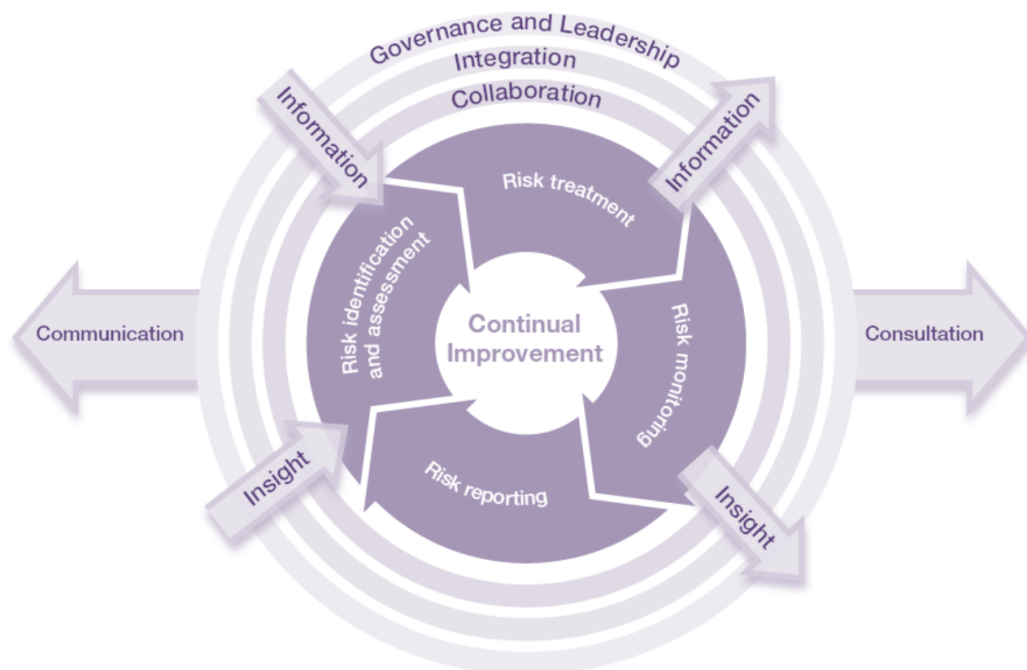 Governance and Leadership
Integration
Collaboration
Information
Information
Risk treatment
Risk identification
and assessment
Continual
Improvement
Risk monitoring
Communication
Consultation
Risk reporting
Insight
Insight